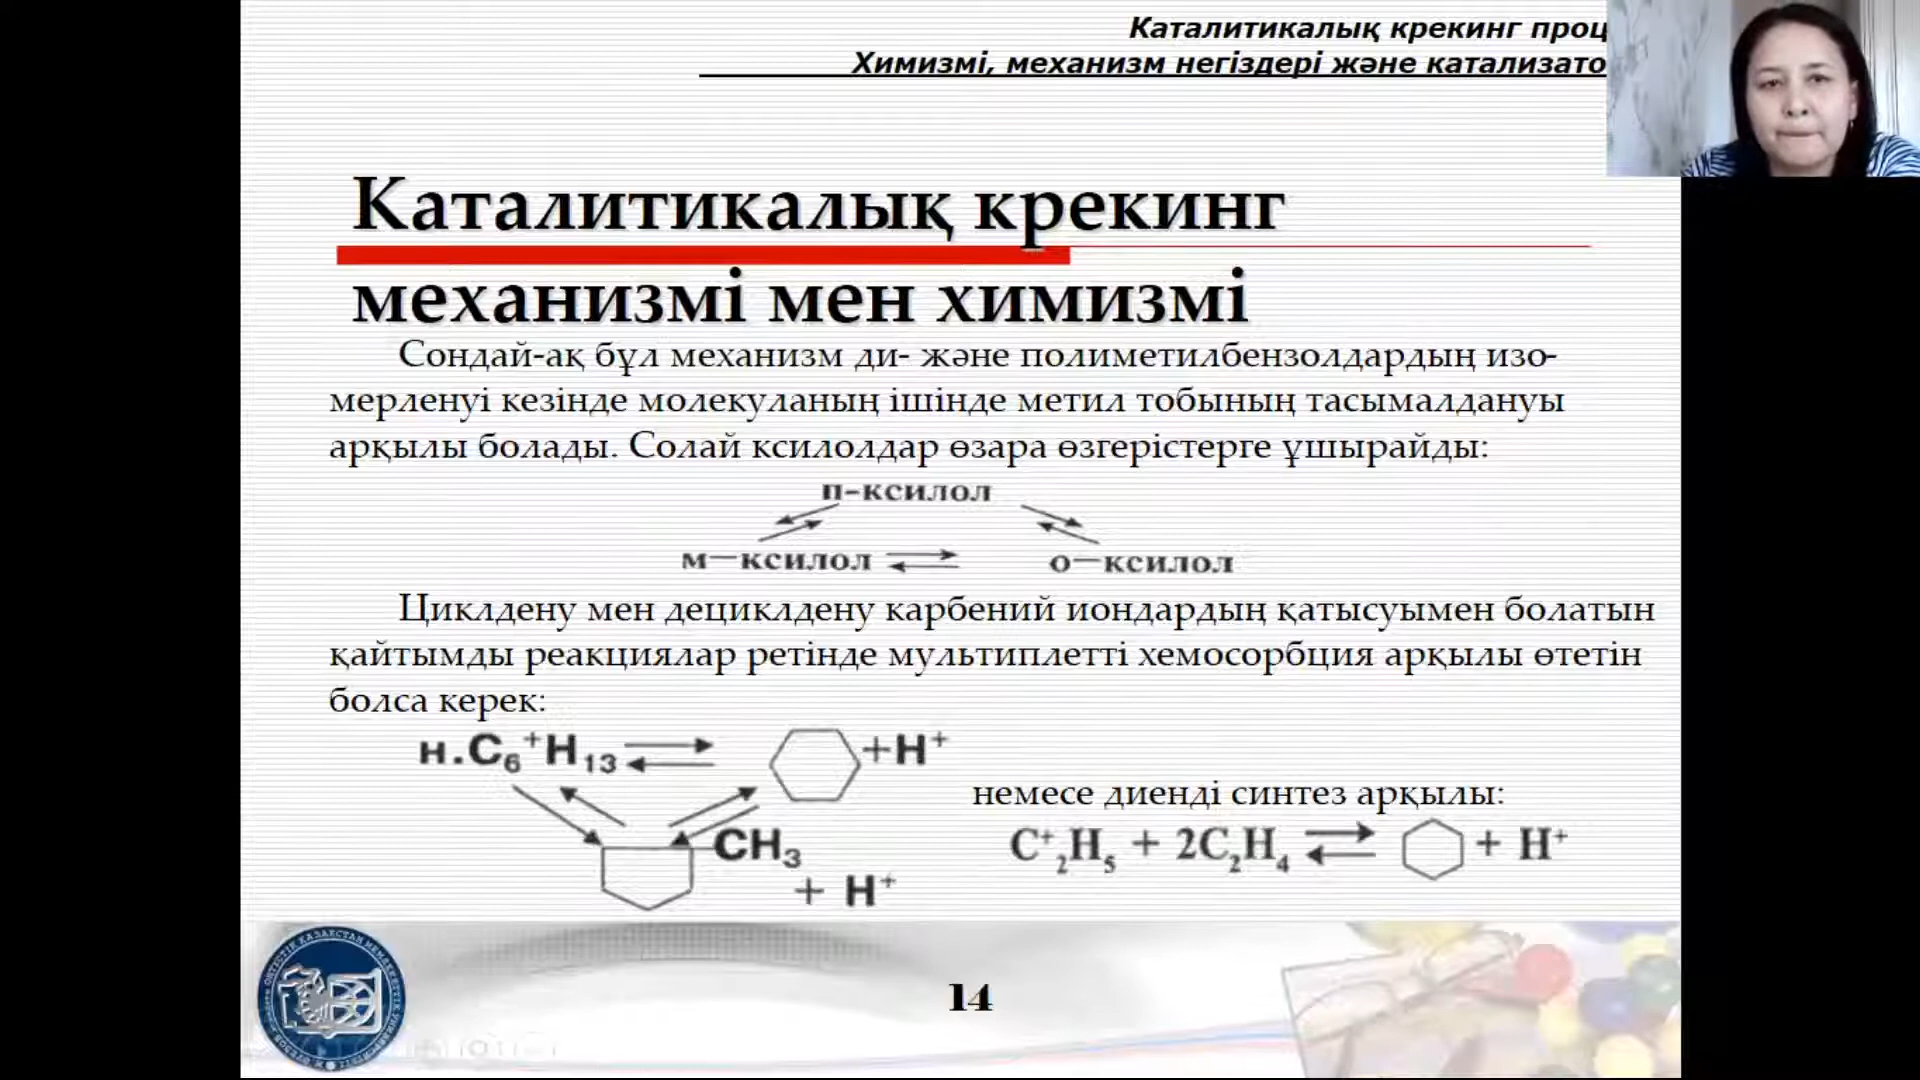 Каталитикалық крекинг проц
Химизмі, механизм негіздері және катализато
Каталитикалық крекинг
механизмі мен химизмі
Сондай-ақ бұл механизм ди- және полиметилбензолдардың изо-
мерленуі кезінде молекуланың ішінде метил тобының тасымалдануы
арқылы болады. Солай ксилолдар өзара өзгерістерге ұшырайды:
п-ксилол
м-ксилол ⇌ о-ксилол
Циклдену мен дециклдену карбений иондардың қатысуымен болатын
қайтымды реакциялар ретінде мультиплетті хемосорбция арқылы өтетін
болса керек:
н.C₆⁺H₁₃ ⇌ +H⁺
немесе диенді синтез арқылы:
CH₃
C⁺₂H₅ + 2C₂H₄ ⇌ + H⁺
+ H⁺
14